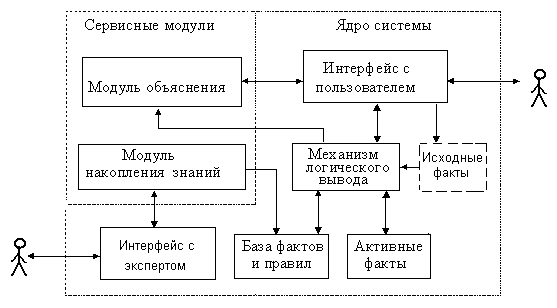 Сервисные модули
Ядро системы
Модуль объяснения
Интерфейс с
пользователем
Модуль
накопления знаний
Механизм
логического
вывода
Исходные
факты
Интерфейс с
экспертом
База фактов
и правил
Активные
факты